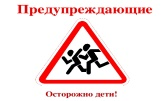 Предупреждающие
Осторожно дети!